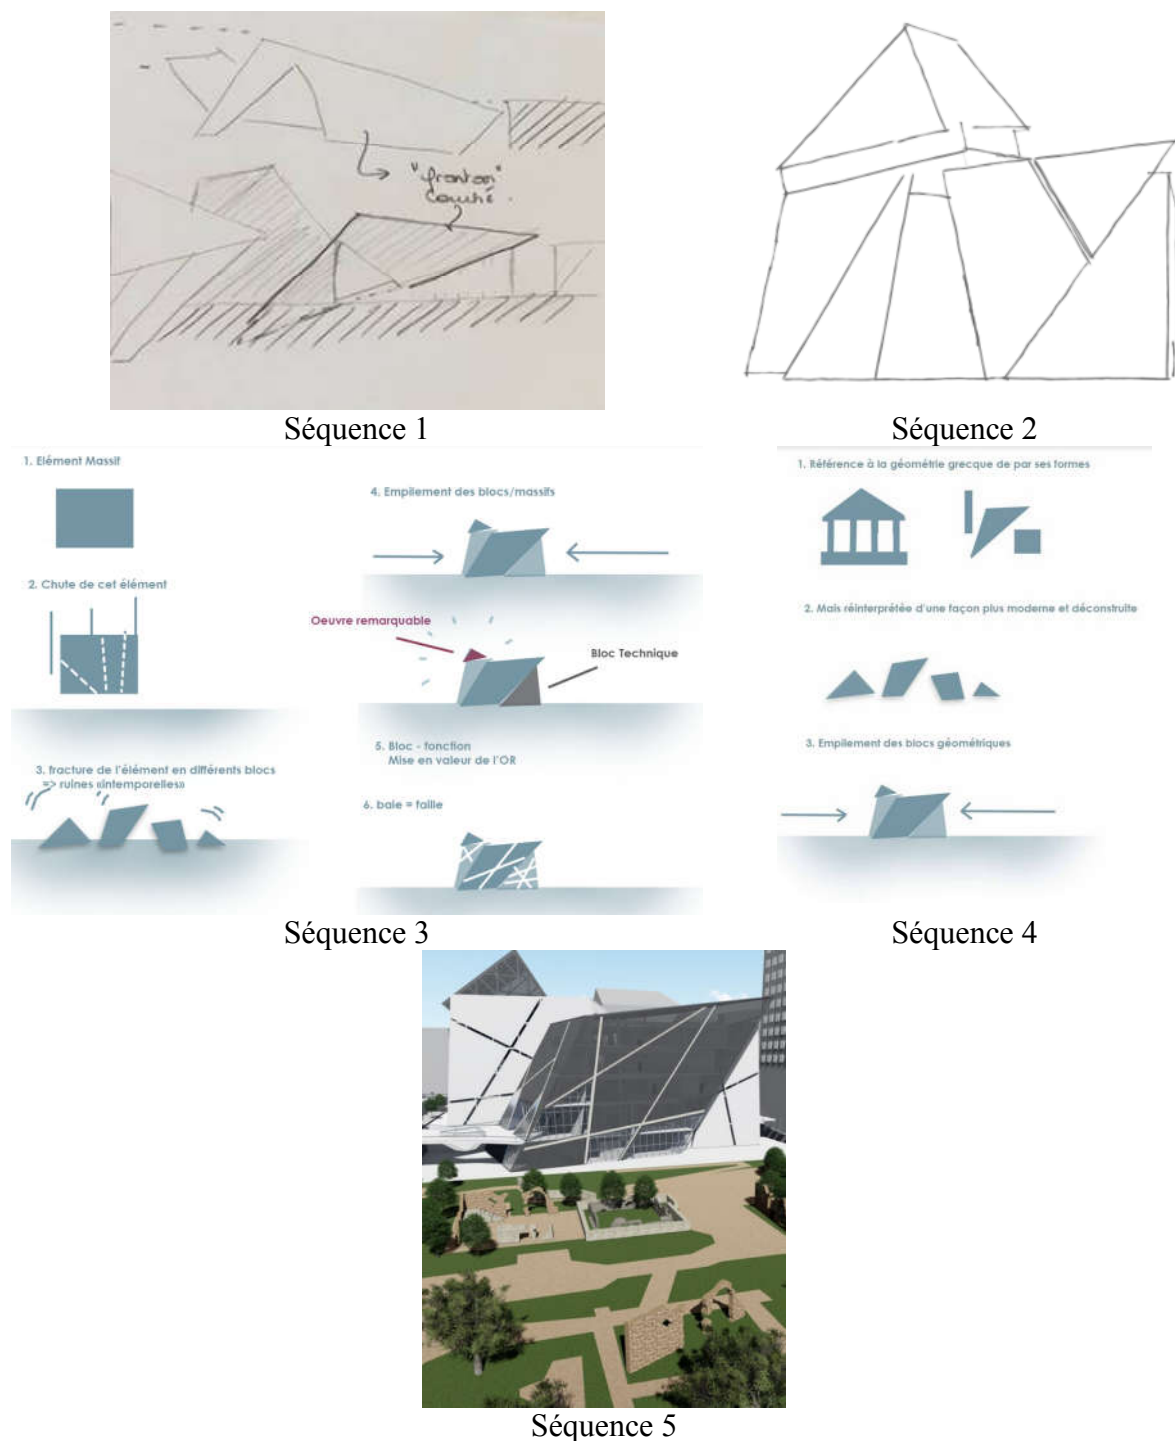 "fronton"
couché.
Séquence 1
Séquence 2
1. Elément Massif
2. Chute de cet élément
3. fracture de l'élément en différents blocs
=> ruines «intemporelles»
4. Empilement des blocs/massifs
Oeuvre remarquable
Bloc Technique
5. Bloc - fonction
Mise en valeur de l'OR
6. baie = faille
Séquence 3
1. Référence à la géométrie grecque de par ses formes
2. Mais réinterprétée d'une façon plus moderne et déconstruite
3. Empilement des blocs géométriques
Séquence 4
Séquence 5